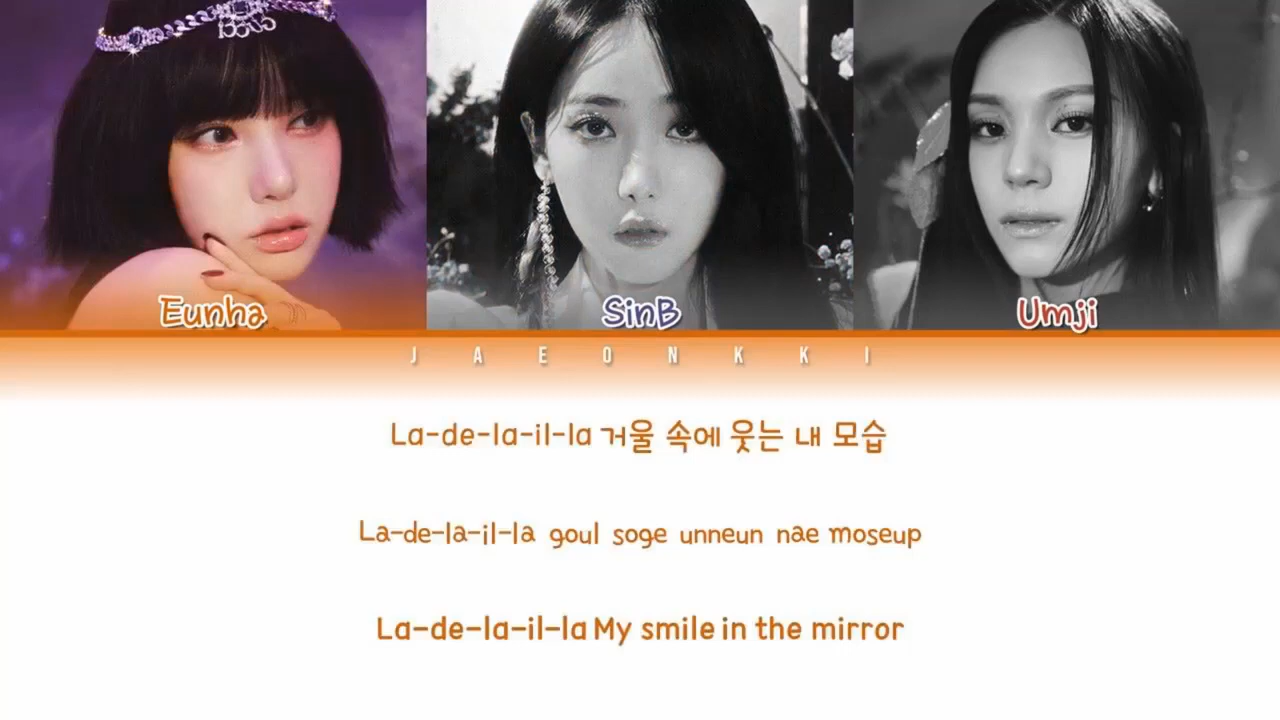 Eunha
SinB
Umji
JAEONKKI
La-de-la-il-la 거울 속에 웃는 내 모습
La-de-la-il-la goul soge unneun nae moseup
La-de-la-il-la My smile in the mirror